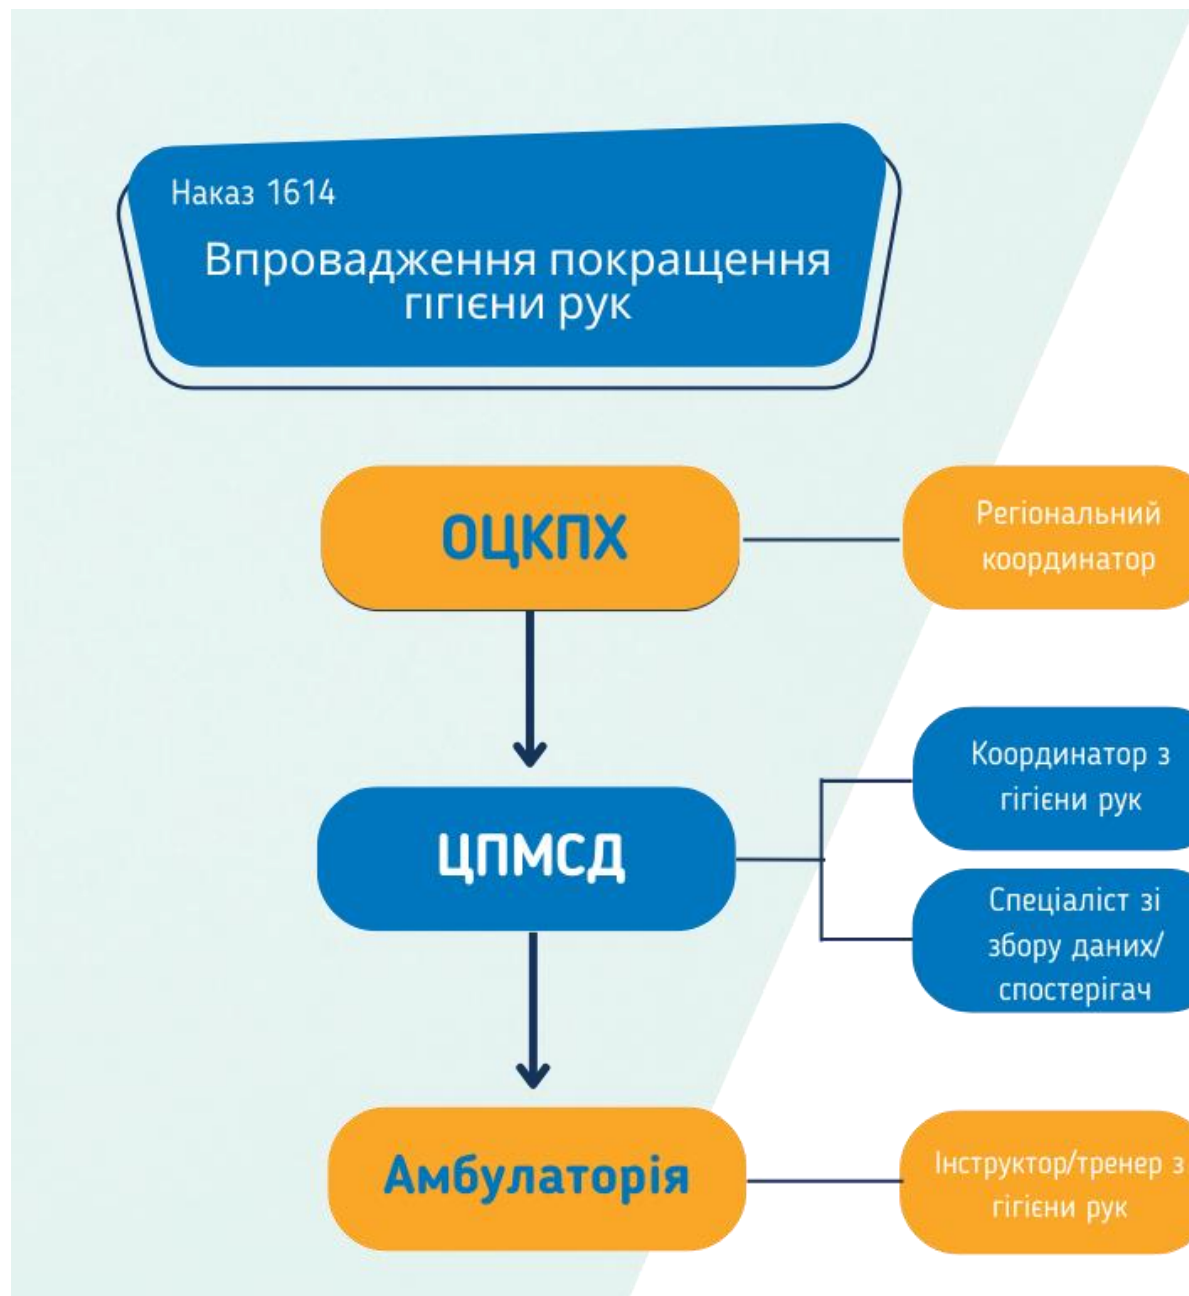 Наказ 1614
Впровадження покращення
гігієни рук
ОЦКПХ
Регіональний
координатор
ЦПМСД
Координатор з
гігієни рук
Спеціаліст зі
збору даних/
спостерігач
Амбулаторія
Інструктор/тренер з
гігієни рук